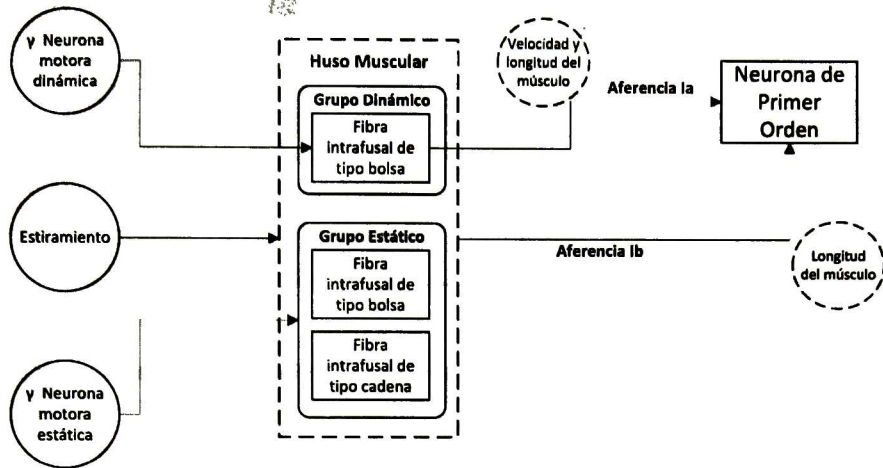 γ Neurona
motora
dinámica
Estiramiento
γ Neurona
motora
estática
Huso Muscular
Grupo Dinámico
Fibra
intrafusal de
tipo bolsa
Grupo Estático
Fibra
intrafusal de
tipo bolsa
Fibra
intrafusal de
tipo cadena
Velocidad y
longitud del
músculo
Aferencia Ia
Neurona de
Primer
Orden
Aferencia Ib
Longitud
del músculo